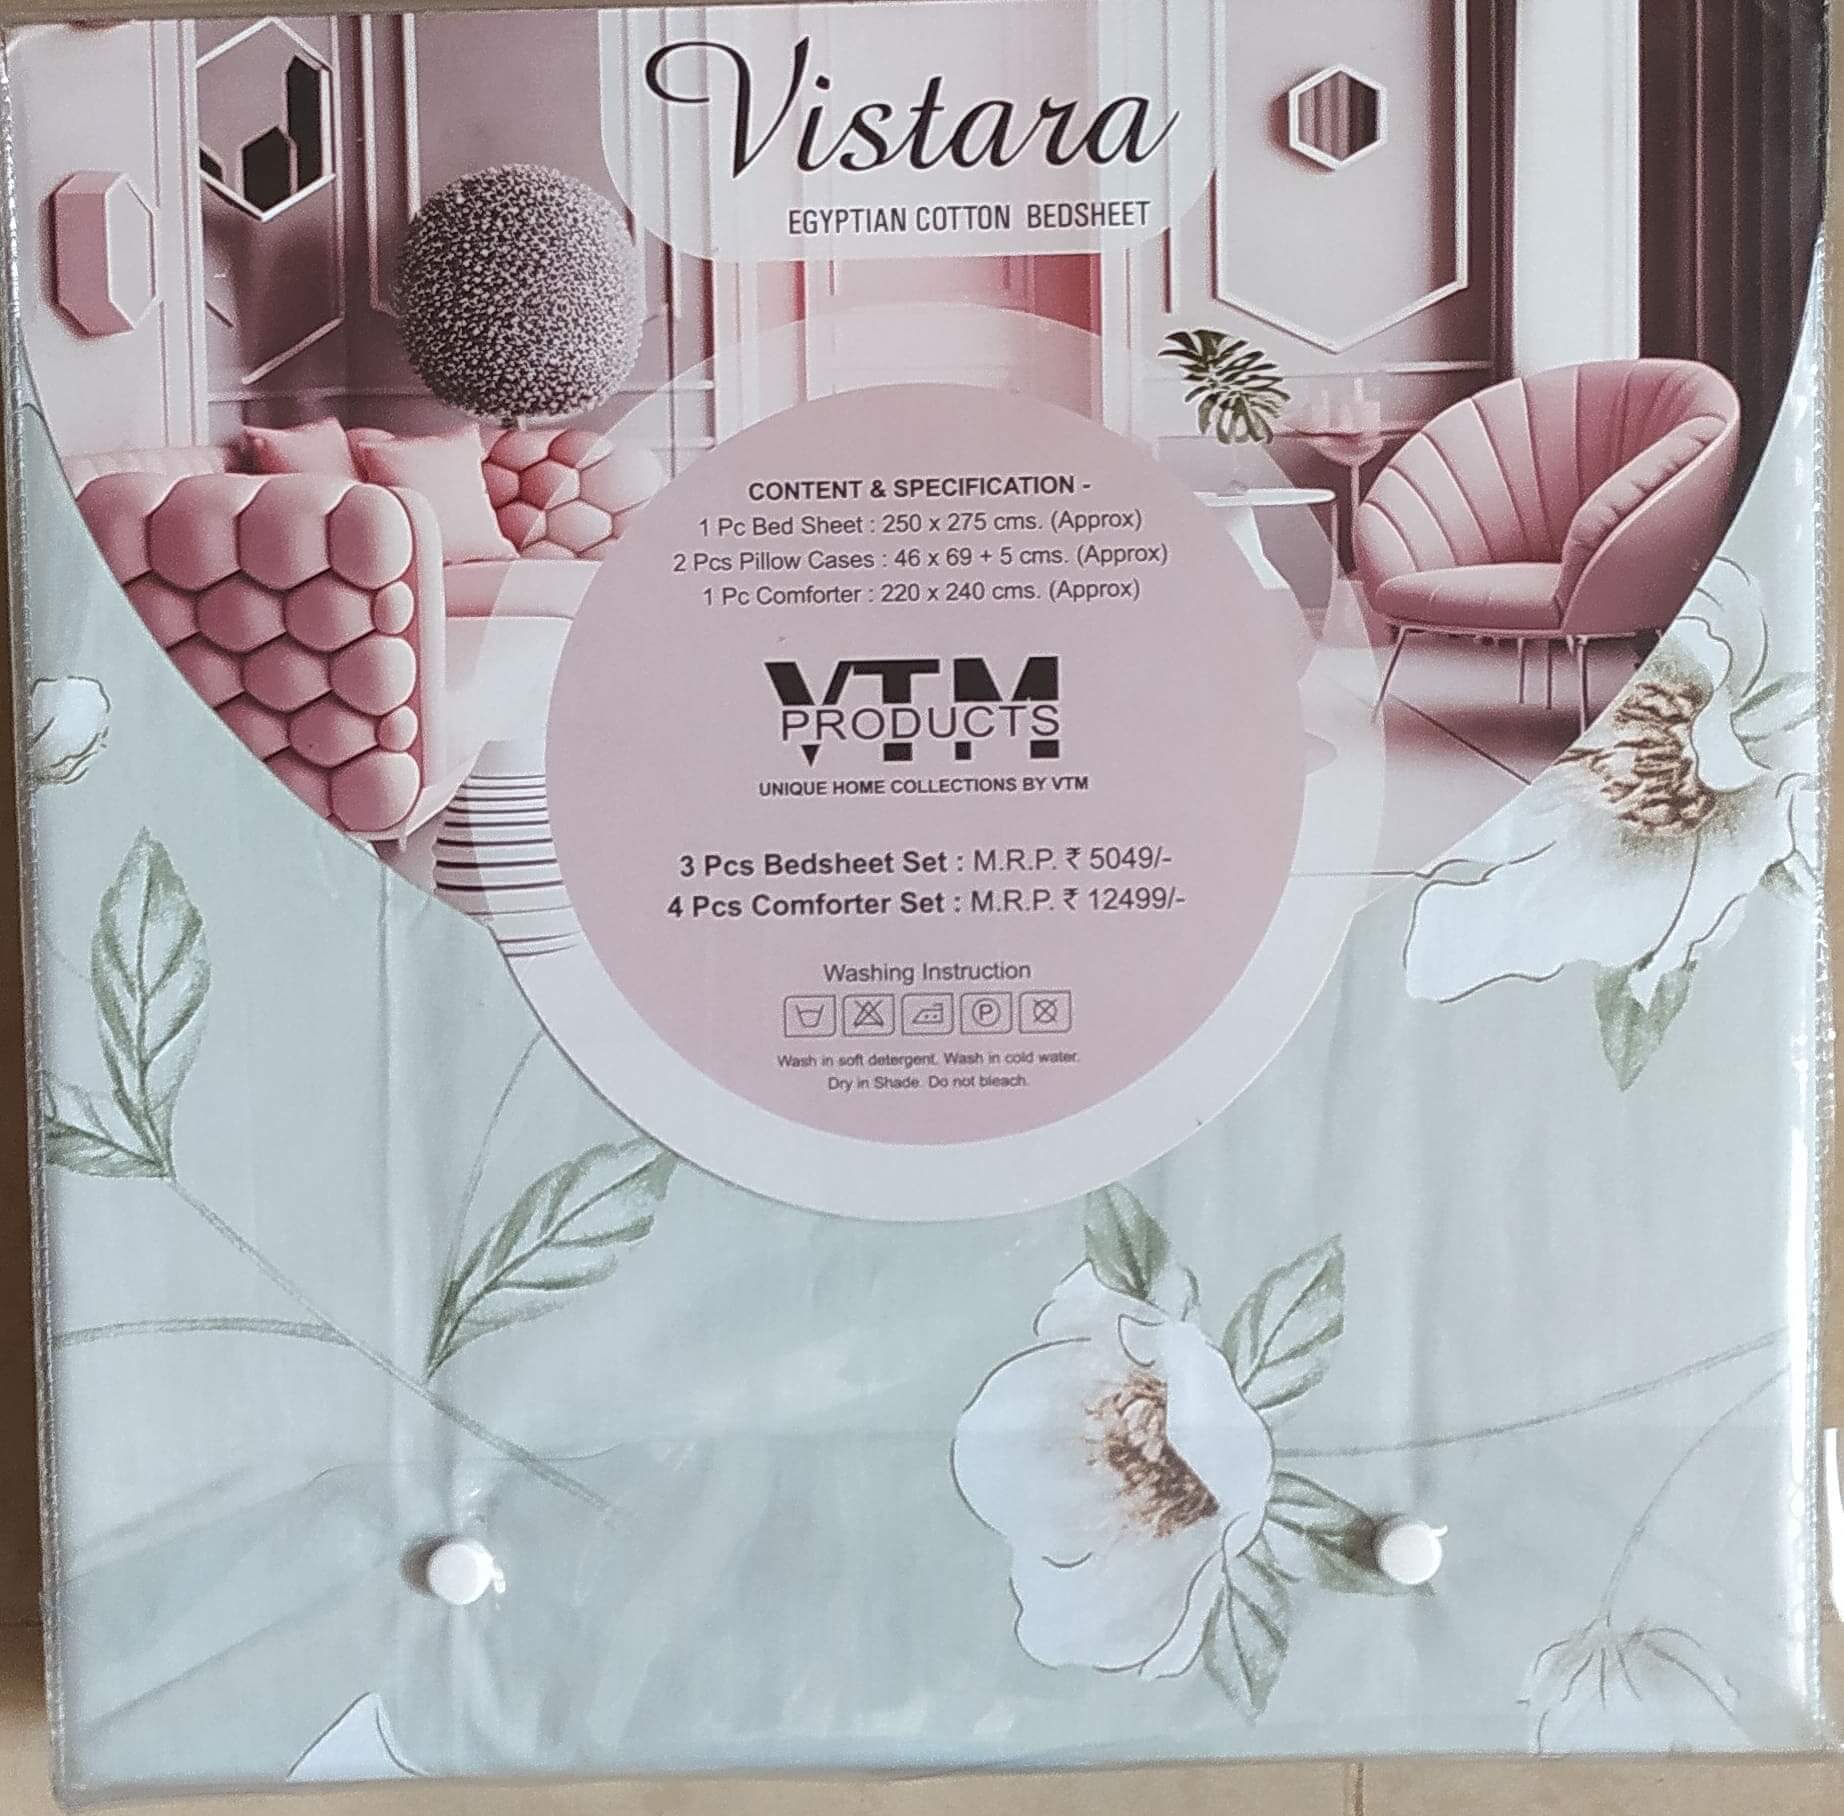 Vistara
EGYPTIAN COTTON BEDSHEET
CONTENT & SPECIFICATION -
1 Pc Bed Sheet : 250 x 275 cms. (Approx)
2 Pcs Pillow Cases : 46 x 69 + 5 cms. (Approx)
1 Pc Comforter : 220 x 240 cms. (Approx)
VTM
PRODUCTS
UNIQUE HOME COLLECTIONS BY VTM
3 Pcs Bedsheet Set : M.R.P. ₹ 5049/-
4 Pcs Comforter Set : M.R.P. ₹ 12499/-
Washing Instruction
P
Wash in soft detergent. Wash in cold water.
Dry in Shade. Do not bleach.